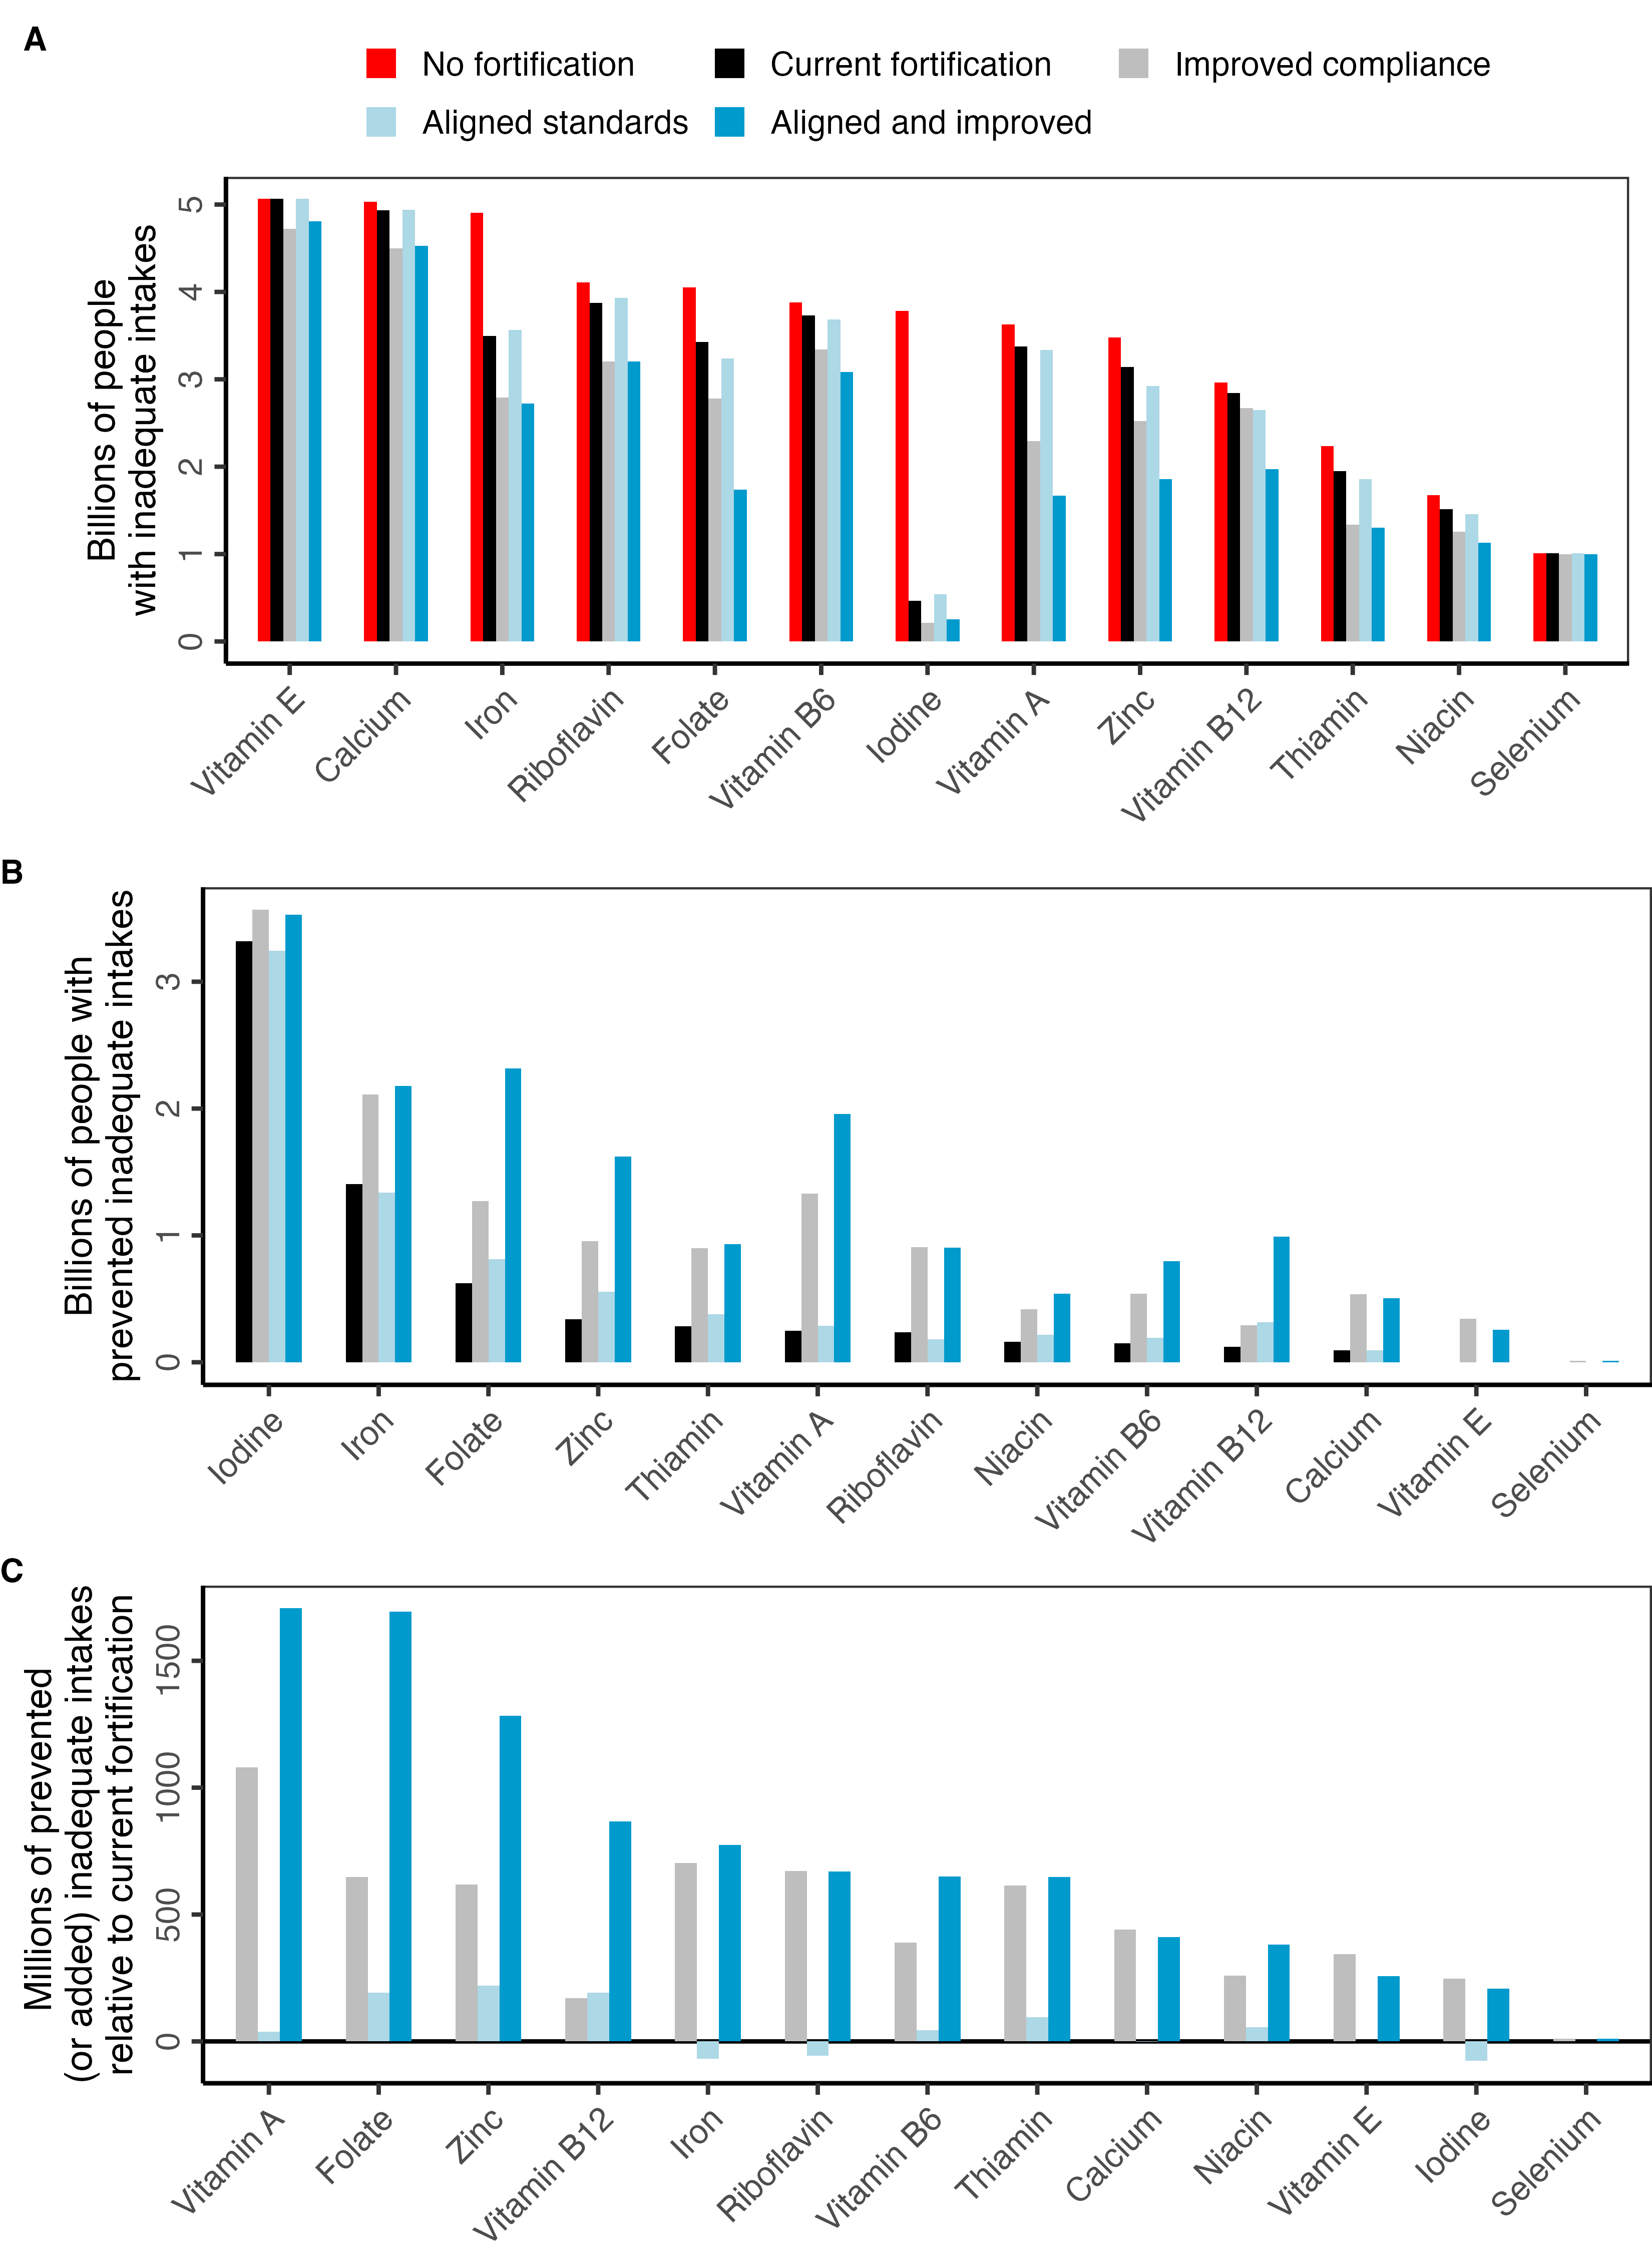 A
No fortification
Current fortification
Improved compliance
Aligned standards
Aligned and improved
Billions of people
with inadequate intakes
5
4
3
2
1
0
Vitamin E
Calcium
Iron
Riboflavin
Folate
Vitamin B6
Iodine
Vitamin A
Zinc
Vitamin B12
Thiamin
Niacin
Selenium
B
Billions of people with
prevented inadequate intakes
3
2
1
0
Iodine
Iron
Folate
Zinc
Thiamin
Vitamin A
Riboflavin
Niacin
Vitamin B6
Vitamin B12
Calcium
Vitamin E
Selenium
C
Millions of prevented
(or added) inadequate intakes
relative to current fortification
1500
1000
500
0
Vitamin A
Folate
Zinc
Vitamin B12
Iron
Riboflavin
Vitamin B6
Thiamin
Calcium
Niacin
Vitamin E
Iodine
Selenium